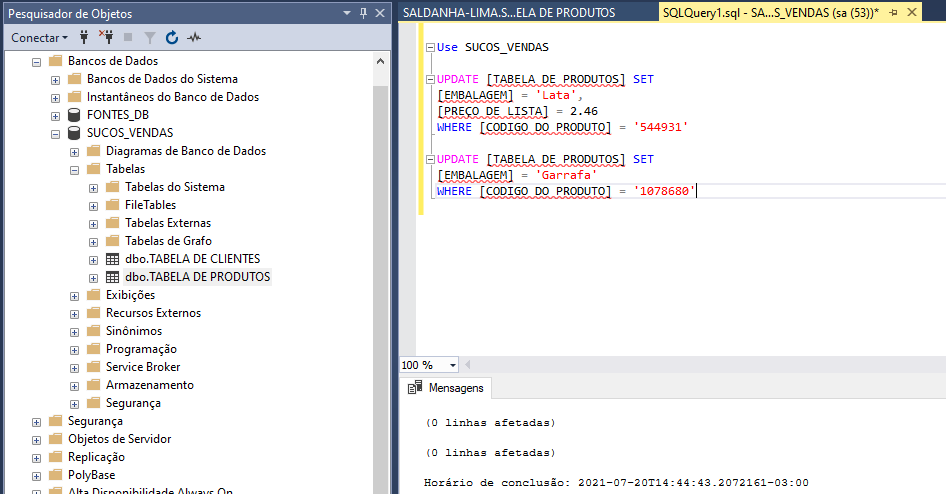 Pesquisador de Objetos
Conectar
Bancos de Dados
Bancos de Dados do Sistema
Instantâneos do Banco de Dados
FONTES_DB
SUCOS_VENDAS
Diagramas de Banco de Dados
Tabelas
Tabelas do Sistema
FileTables
Tabelas Externas
Tabelas de Grafo
dbo.TABELA DE CLIENTES
dbo.TABELA DE PRODUTOS
Exibições
Recursos Externos
Sinônimos
Programação
Service Broker
Armazenamento
Segurança
Segurança
Objetos de Servidor
Replicação
PolyBase
Alta Disponibilidade Always On
SALDANHA-LIMA.S...ELA DE PRODUTOS
SQLQuery1.sql - SA...S_VENDAS (sa (53))*
Use SUCOS_VENDAS
UPDATE [TABELA DE PRODUTOS] SET
[EMBALAGEM] = 'Lata',
[PREÇO DE LISTA] = 2.46
WHERE [CODIGO DO PRODUTO] = '544931'
UPDATE [TABELA DE PRODUTOS] SET
[EMBALAGEM] = 'Garrafa'
WHERE [CODIGO DO PRODUTO] = '1078680'
100 %
Mensagens
(0 linhas afetadas)
(0 linhas afetadas)
Horário de conclusão: 2021-07-20T14:44:43.2072161-03:00